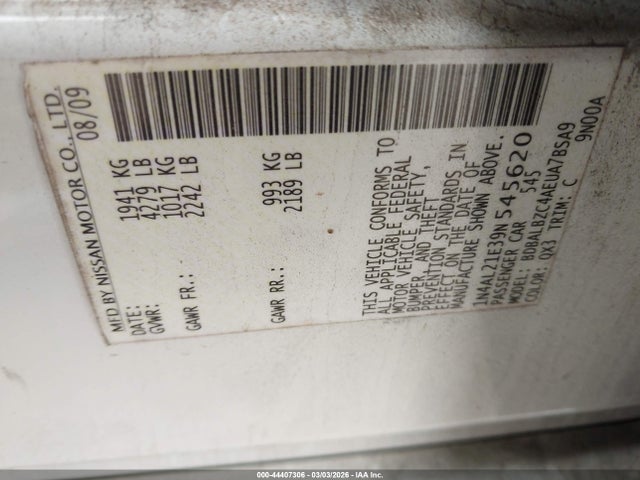 MFD BY NISSAN MOTOR CO., LTD.
DATE: 08/09
GVWR: 1941 KG
4279 LB
GAWR FR.: 1017 KG
2242 LB
GAWR RR.: 993 KG
2189 LB
THIS VEHICLE CONFORMS TO
ALL APPLICABLE FEDERAL
MOTOR VEHICLE SAFETY,
BUMPER, AND THEFT
PREVENTION STANDARDS IN
EFFECT ON THE DATE OF
MANUFACTURE SHOWN ABOVE.
1N4AL21E39N545620
PASSENGER CAR 545
MODEL: BDBALBZC4AEUA7BSA9
COLOR: QX3 TRIM: C 9N00A
000-44407306 | 03/03/2026 | IAA Inc.